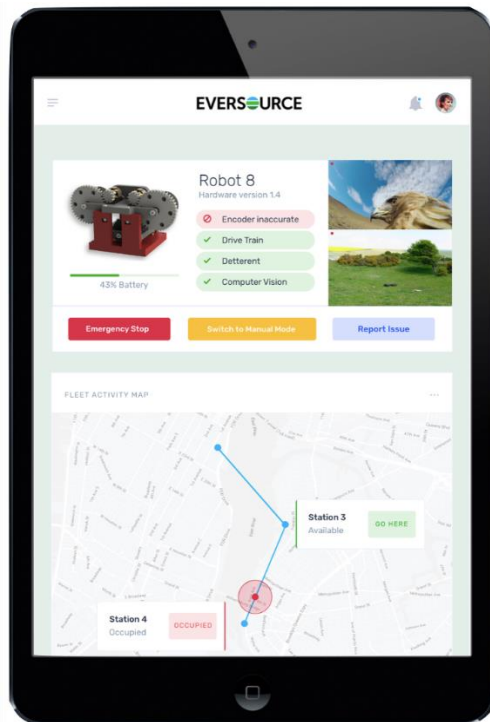 EVERSOURCE
Robot 8
Hardware version 1.4
Encoder inaccurate
Drive Train
Detterent
Computer Vision
43% Battery
Emergency Stop
Switch to Manual Mode
Report Issue
FLEET ACTIVITY MAP
Station 3
Available
GO HERE
Station 4
Occupied
OCCUPIED